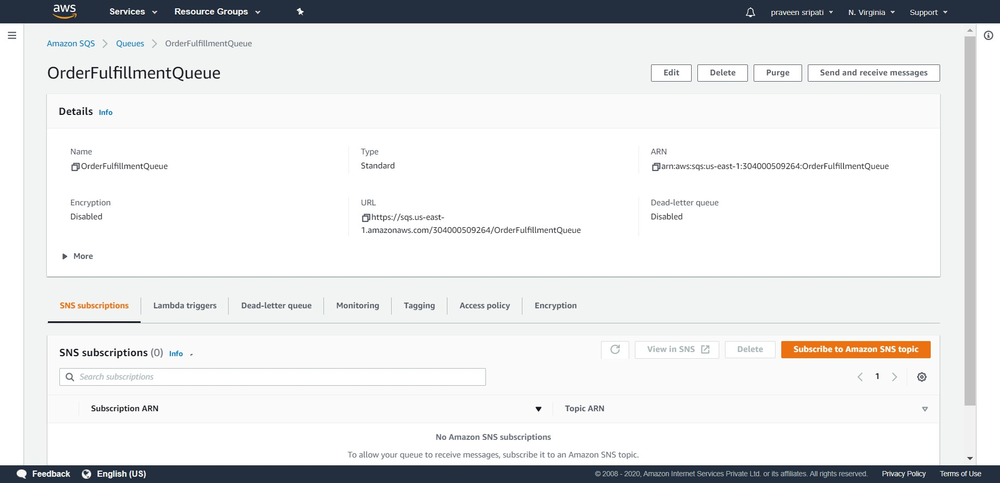 aws Services Resource Groups praveen sripati N. Virginia Support
Amazon SQS Queues OrderFulfillmentQueue
OrderFulfillmentQueue
Edit Delete Purge Send and receive messages
Details Info
Name Type ARN
OrderFulfillmentQueue Standard arn:aws:sqs:us-east-1:304000509264:OrderFulfillmentQueue
Encryption URL Dead-letter queue
Disabled https://sqs.us-east- Disabled
1.amazonaws.com/304000509264/OrderFulfillmentQueue
More
SNS subscriptions Lambda triggers Dead-letter queue Monitoring Tagging Access policy Encryption
SNS subscriptions (0) Info View in SNS Delete Subscribe to Amazon SNS topic
Search subscriptions 1
Subscription ARN Topic ARN
No Amazon SNS subscriptions
To allow your queue to receive messages, subscribe it to an Amazon SNS topic.
Feedback English (US) © 2008 - 2020, Amazon Internet Services Private Ltd. or its affiliates. All rights reserved. Privacy Policy Terms of Use